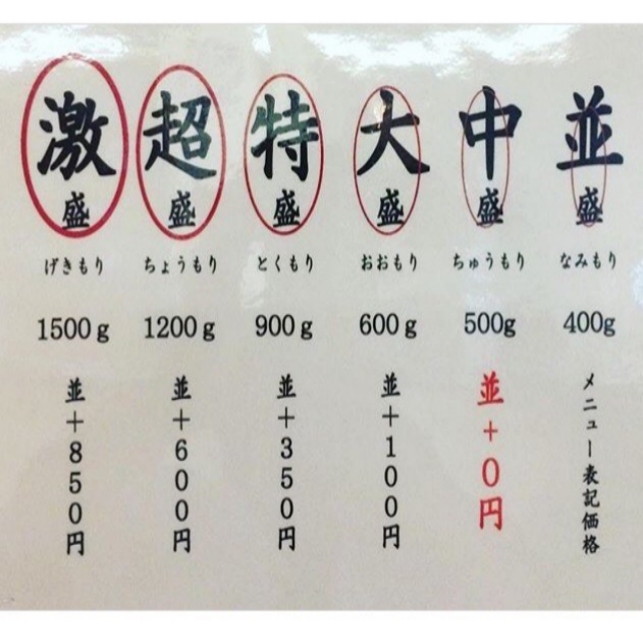 激 超 特 大 中 並
盛 盛 盛 盛 盛 盛
げきもり ちょうもり とくもり おおもり ちゅうもり なみもり
1500g 1200g 900g 600g 500g 400g
並+850円
並+600円
並+350円
並+100円
並+0円
メニュー表記価格